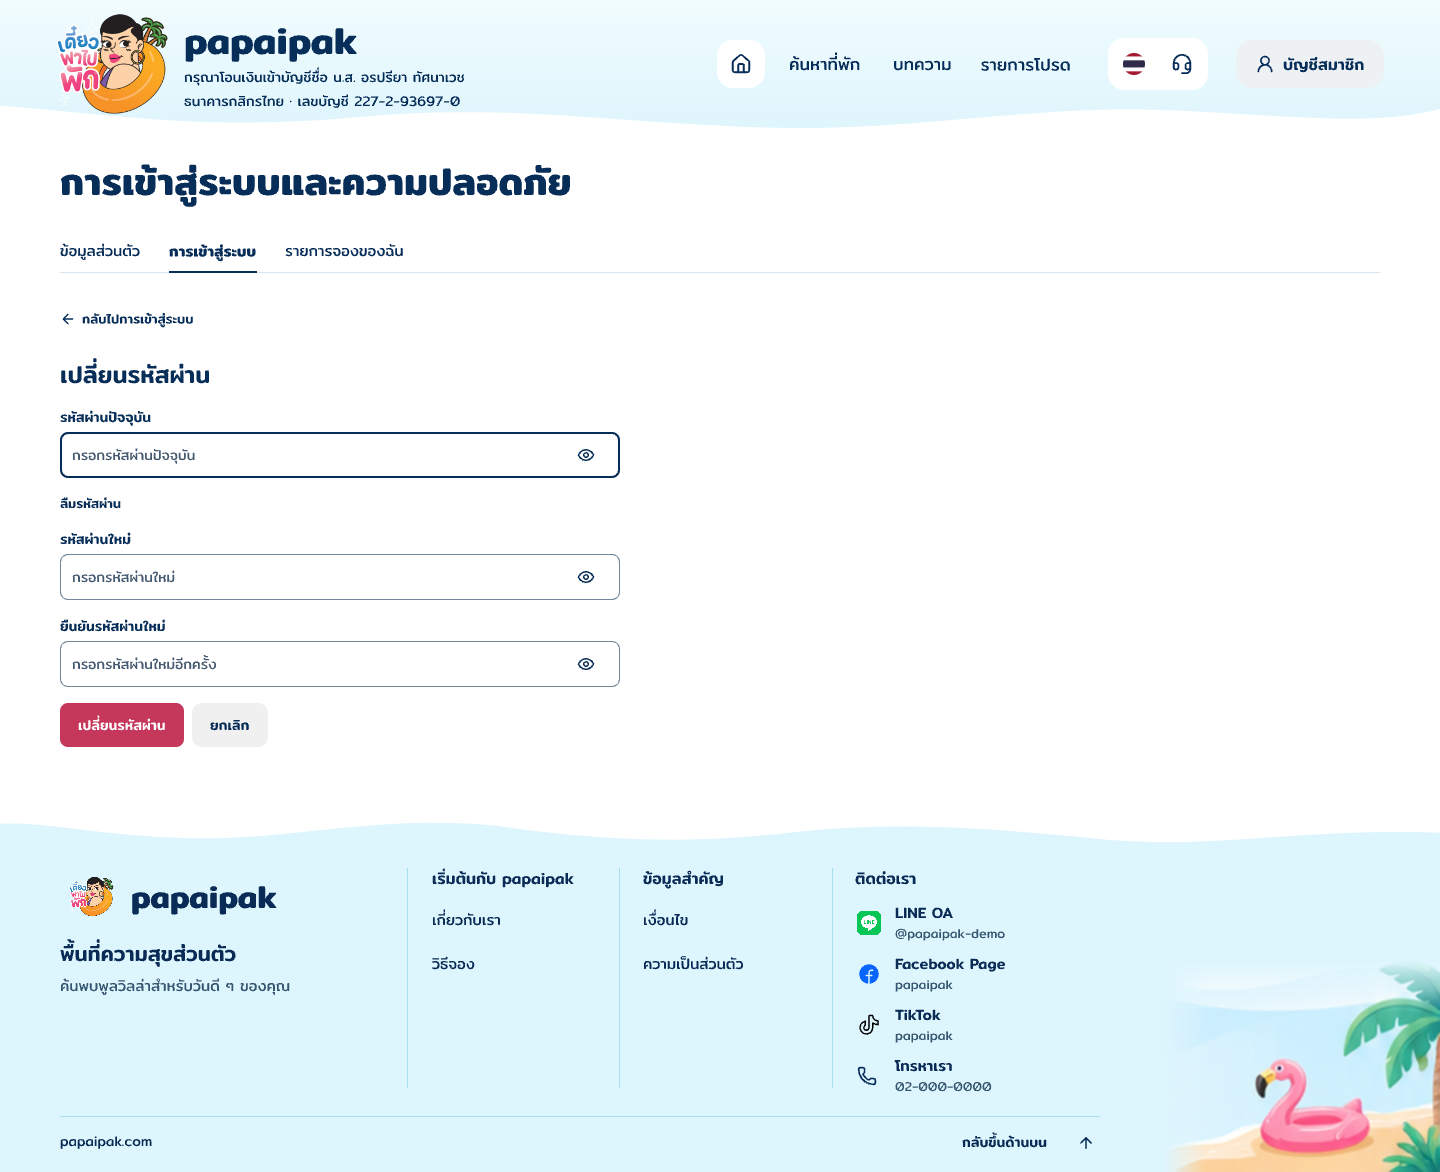 เดี๋ยว
พาไป
พัก
papaipak
กรุณาโอนเงินเข้าบัญชีชื่อ น.ส. อรปรียา ทัศนาเวช
ธนาคารกสิกรไทย · เลขบัญชี 227-2-93697-0
ค้นหาที่พัก
บทความ
รายการโปรด
บัญชีสมาชิก
การเข้าสู่ระบบและความปลอดภัย
ข้อมูลส่วนตัว
การเข้าสู่ระบบ
รายการจองของฉัน
กลับไปการเข้าสู่ระบบ
เปลี่ยนรหัสผ่าน
รหัสผ่านปัจจุบัน
กรอกรหัสผ่านปัจจุบัน
ลืมรหัสผ่าน
รหัสผ่านใหม่
กรอกรหัสผ่านใหม่
ยืนยันรหัสผ่านใหม่
กรอกรหัสผ่านใหม่อีกครั้ง
เปลี่ยนรหัสผ่าน
ยกเลิก
เดี๋ยว
พาไป
พัก
papaipak
พื้นที่ความสุขส่วนตัว
ค้นพบพูลวิลล่าสำหรับวันดี ๆ ของคุณ
เริ่มต้นกับ papaipak
เกี่ยวกับเรา
วิธีจอง
ข้อมูลสำคัญ
เงื่อนไข
ความเป็นส่วนตัว
ติดต่อเรา
LINE
LINE OA
@papaipak-demo
Facebook Page
papaipak
TikTok
papaipak
โทรหาเรา
02-000-0000
papaipak.com
กลับขึ้นด้านบน